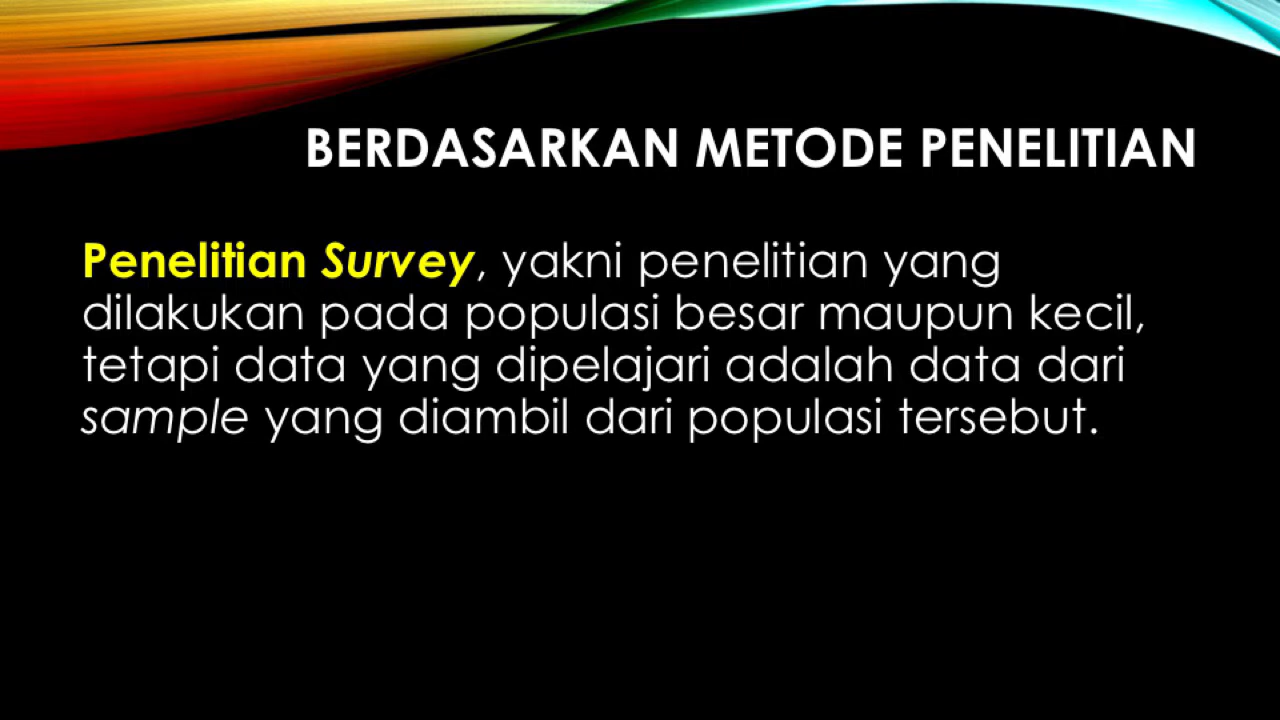 BERDASARKAN METODE PENELITIAN
Penelitian Survey, yakni penelitian yang
dilakukan pada populasi besar maupun kecil,
tetapi data yang dipelajari adalah data dari
sample yang diambil dari populasi tersebut.